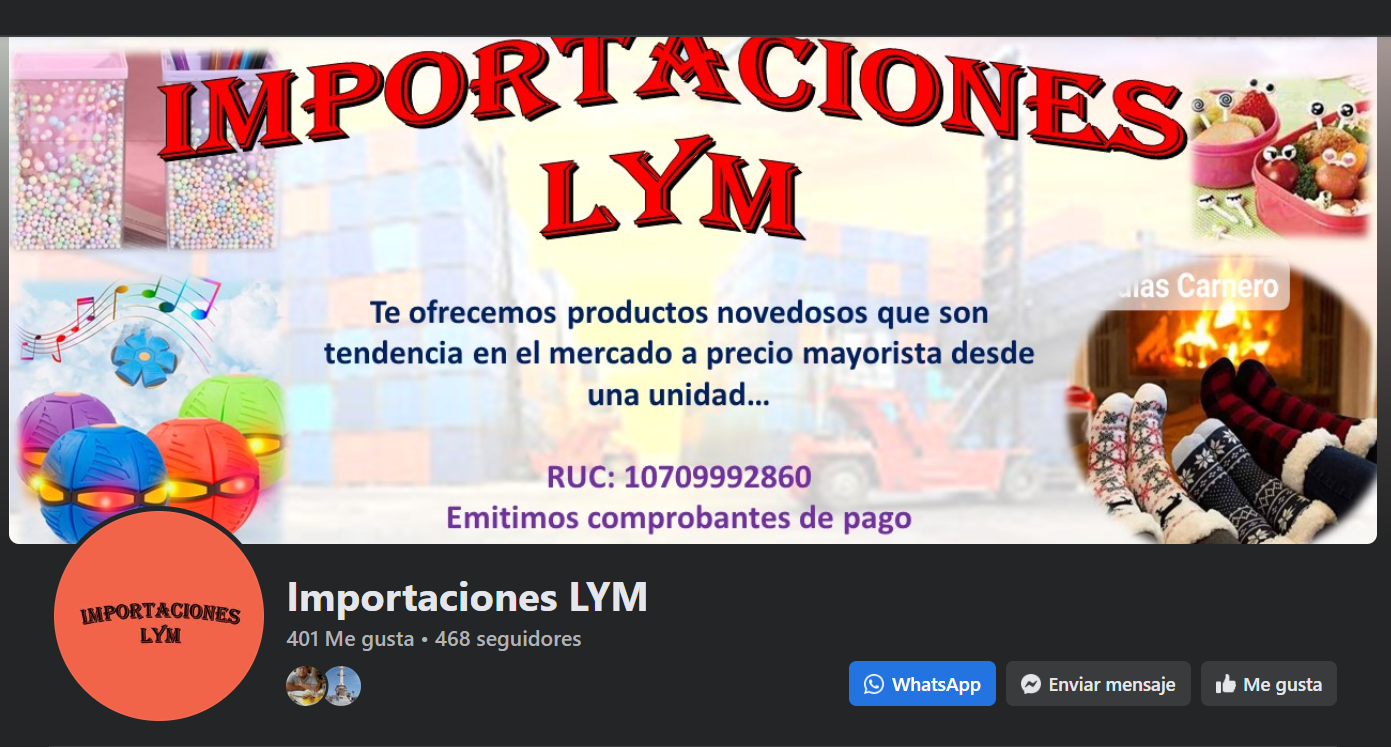 IMPORTACIONES
LYM
Carnero
Te ofrecemos productos novedosos que son
tendencia en el mercado a precio mayorista desde
una unidad...
RUC: 10709992860
Emitimos comprobantes de pago
IMPORTACIONES
LYM
Importaciones LYM
401 Me gusta • 468 seguidores
WhatsApp
Enviar mensaje
Me gusta